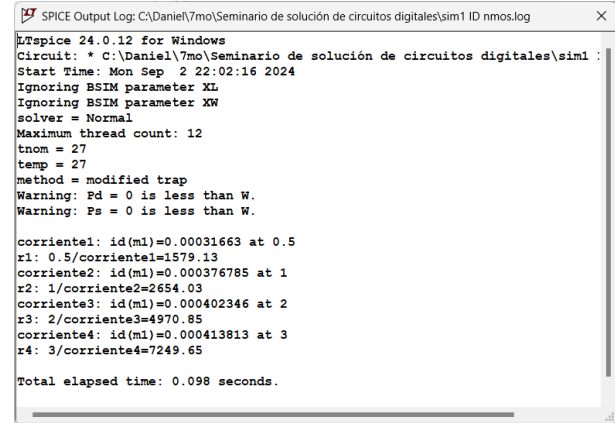 SPICE Output Log: C:\Daniel\7mo\Seminario de solución de circuitos digitales\sim1 ID nmos.log
LTspice 24.0.12 for Windows
Circuit: * C:\Daniel\7mo\Seminario de solución de circuitos digitales\sim1
Start Time: Mon Sep  2 22:02:16 2024
Ignoring BSIM parameter XL
Ignoring BSIM parameter XW
solver = Normal
Maximum thread count: 12
tnom = 27
temp = 27
method = modified trap
Warning: Pd = 0 is less than W.
Warning: Ps = 0 is less than W.
corriente1: id(m1)=0.00031663 at 0.5
r1: 0.5/corriente1=1579.13
corriente2: id(m1)=0.000376785 at 1
r2: 1/corriente2=2654.03
corriente3: id(m1)=0.000402346 at 2
r3: 2/corriente3=4970.85
corriente4: id(m1)=0.000413813 at 3
r4: 3/corriente4=7249.65
Total elapsed time: 0.098 seconds.